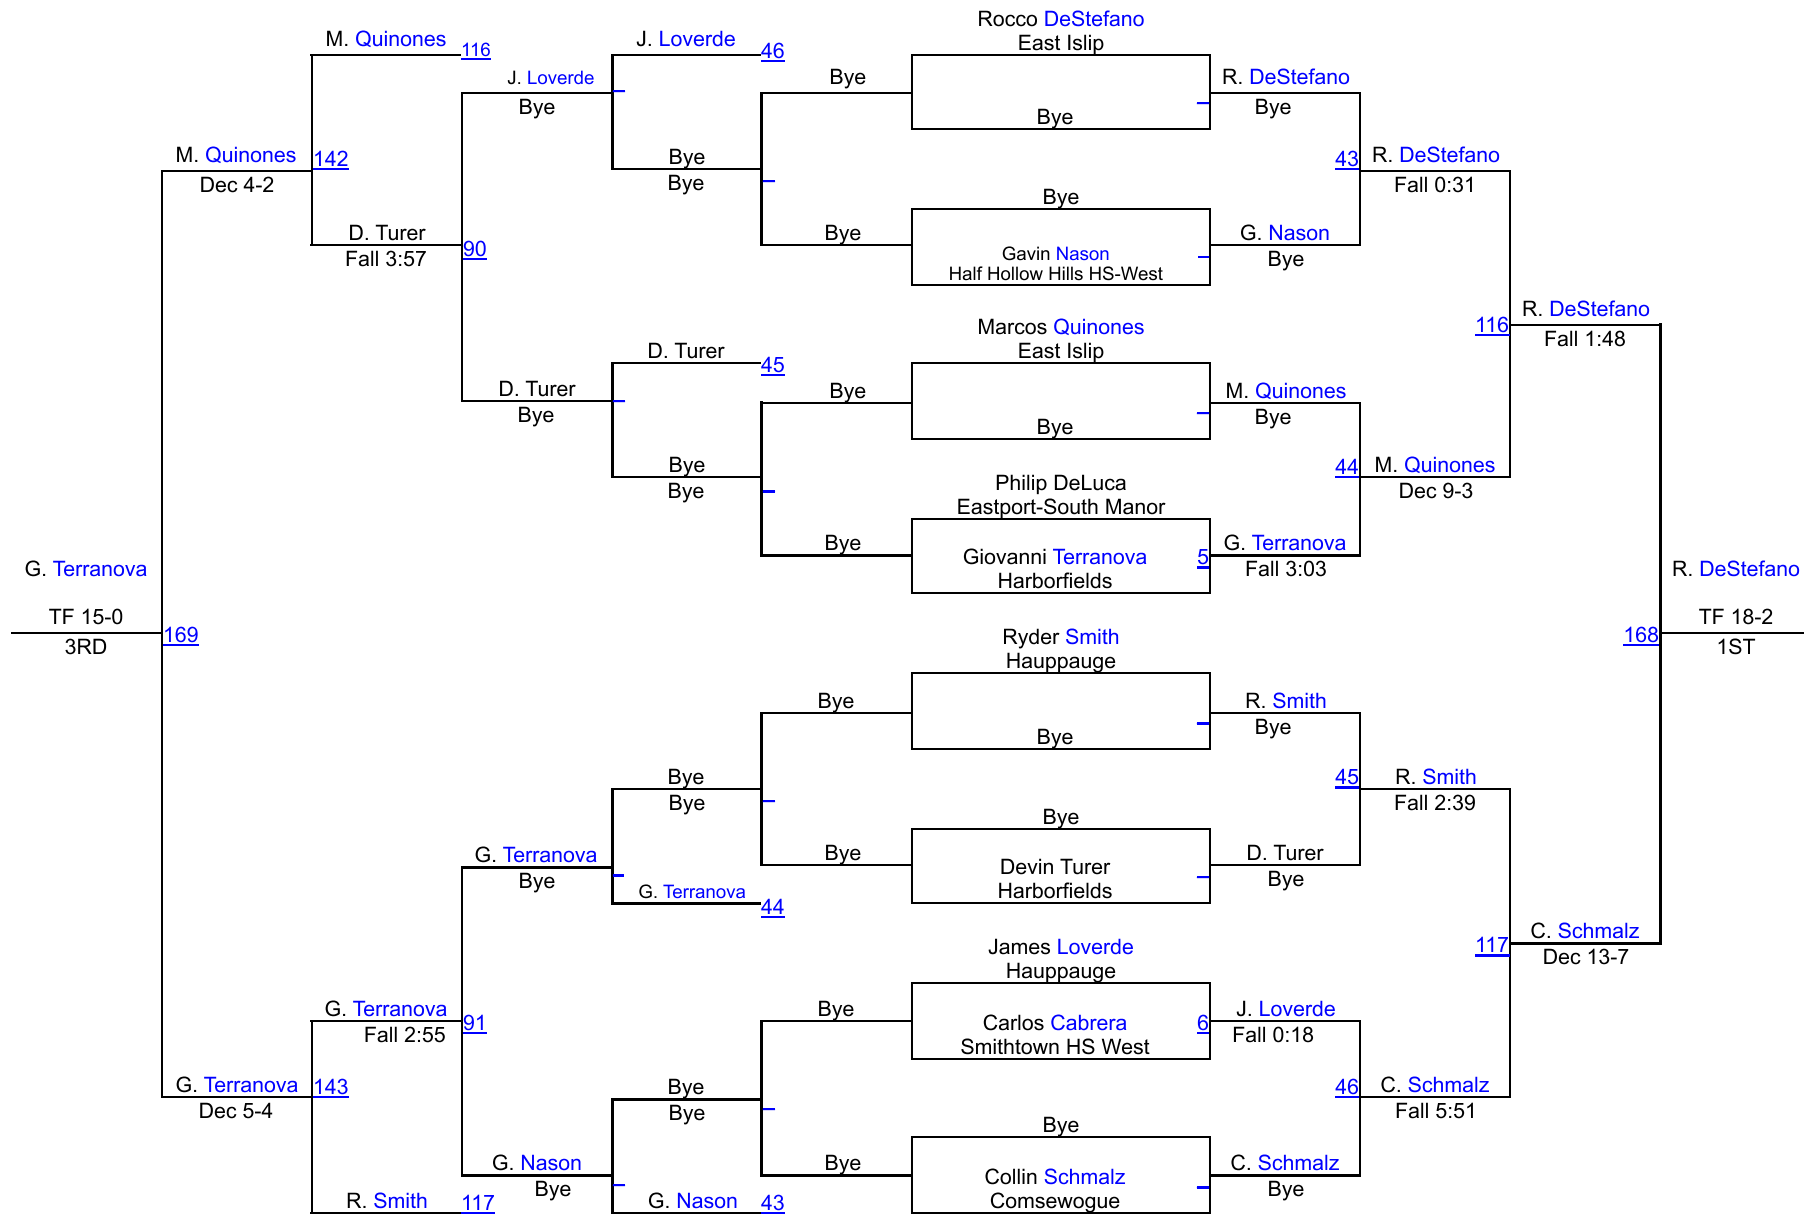 Rocco DeStefano
M. Quinones
J. Loverde
East Islip
116
46
J. Loverde
Bye
R. DeStefano
Bye
Bye
Bye
M. Quinones
142
Bye
43
R. DeStefano
Dec 4-2
Bye
Fall 0:31
Bye
D. Turer
Bye
G. Nason
Fall 3:57
90
Gavin Nason
Bye
Half Hollow Hills HS-West
R. DeStefano
Marcos Quinones
116
Fall 1:48
D. Turer
East Islip
45
D. Turer
Bye
M. Quinones
Bye
Bye
Bye
Bye
44
M. Quinones
Bye
Philip DeLuca
Dec 9-3
Eastport-South Manor
Bye
Giovanni Terranova
5
G. Terranova
Harborfields
Fall 3:03
G. Terranova
R. DeStefano
TF 15-0
TF 18-2
169
Ryder Smith
168
3RD
Hauppauge
1ST
Bye
R. Smith
Bye
Bye
Bye
45
R. Smith
Bye
Fall 2:39
Bye
G. Terranova
Bye
Devin Turer
D. Turer
Bye
G. Terranova
Harborfields
Bye
44
C. Schmalz
James Loverde
117
Dec 13-7
Hauppauge
G. Terranova
Bye
J. Loverde
91
Carlos Cabrera
6
Fall 2:55
Smithtown HS West
Fall 0:18
G. Terranova
143
Bye
46
C. Schmalz
Dec 5-4
Bye
Fall 5:51
Bye
G. Nason
Bye
Collin Schmalz
C. Schmalz
Bye
Comsewogue
Bye
R. Smith
117
G. Nason
43